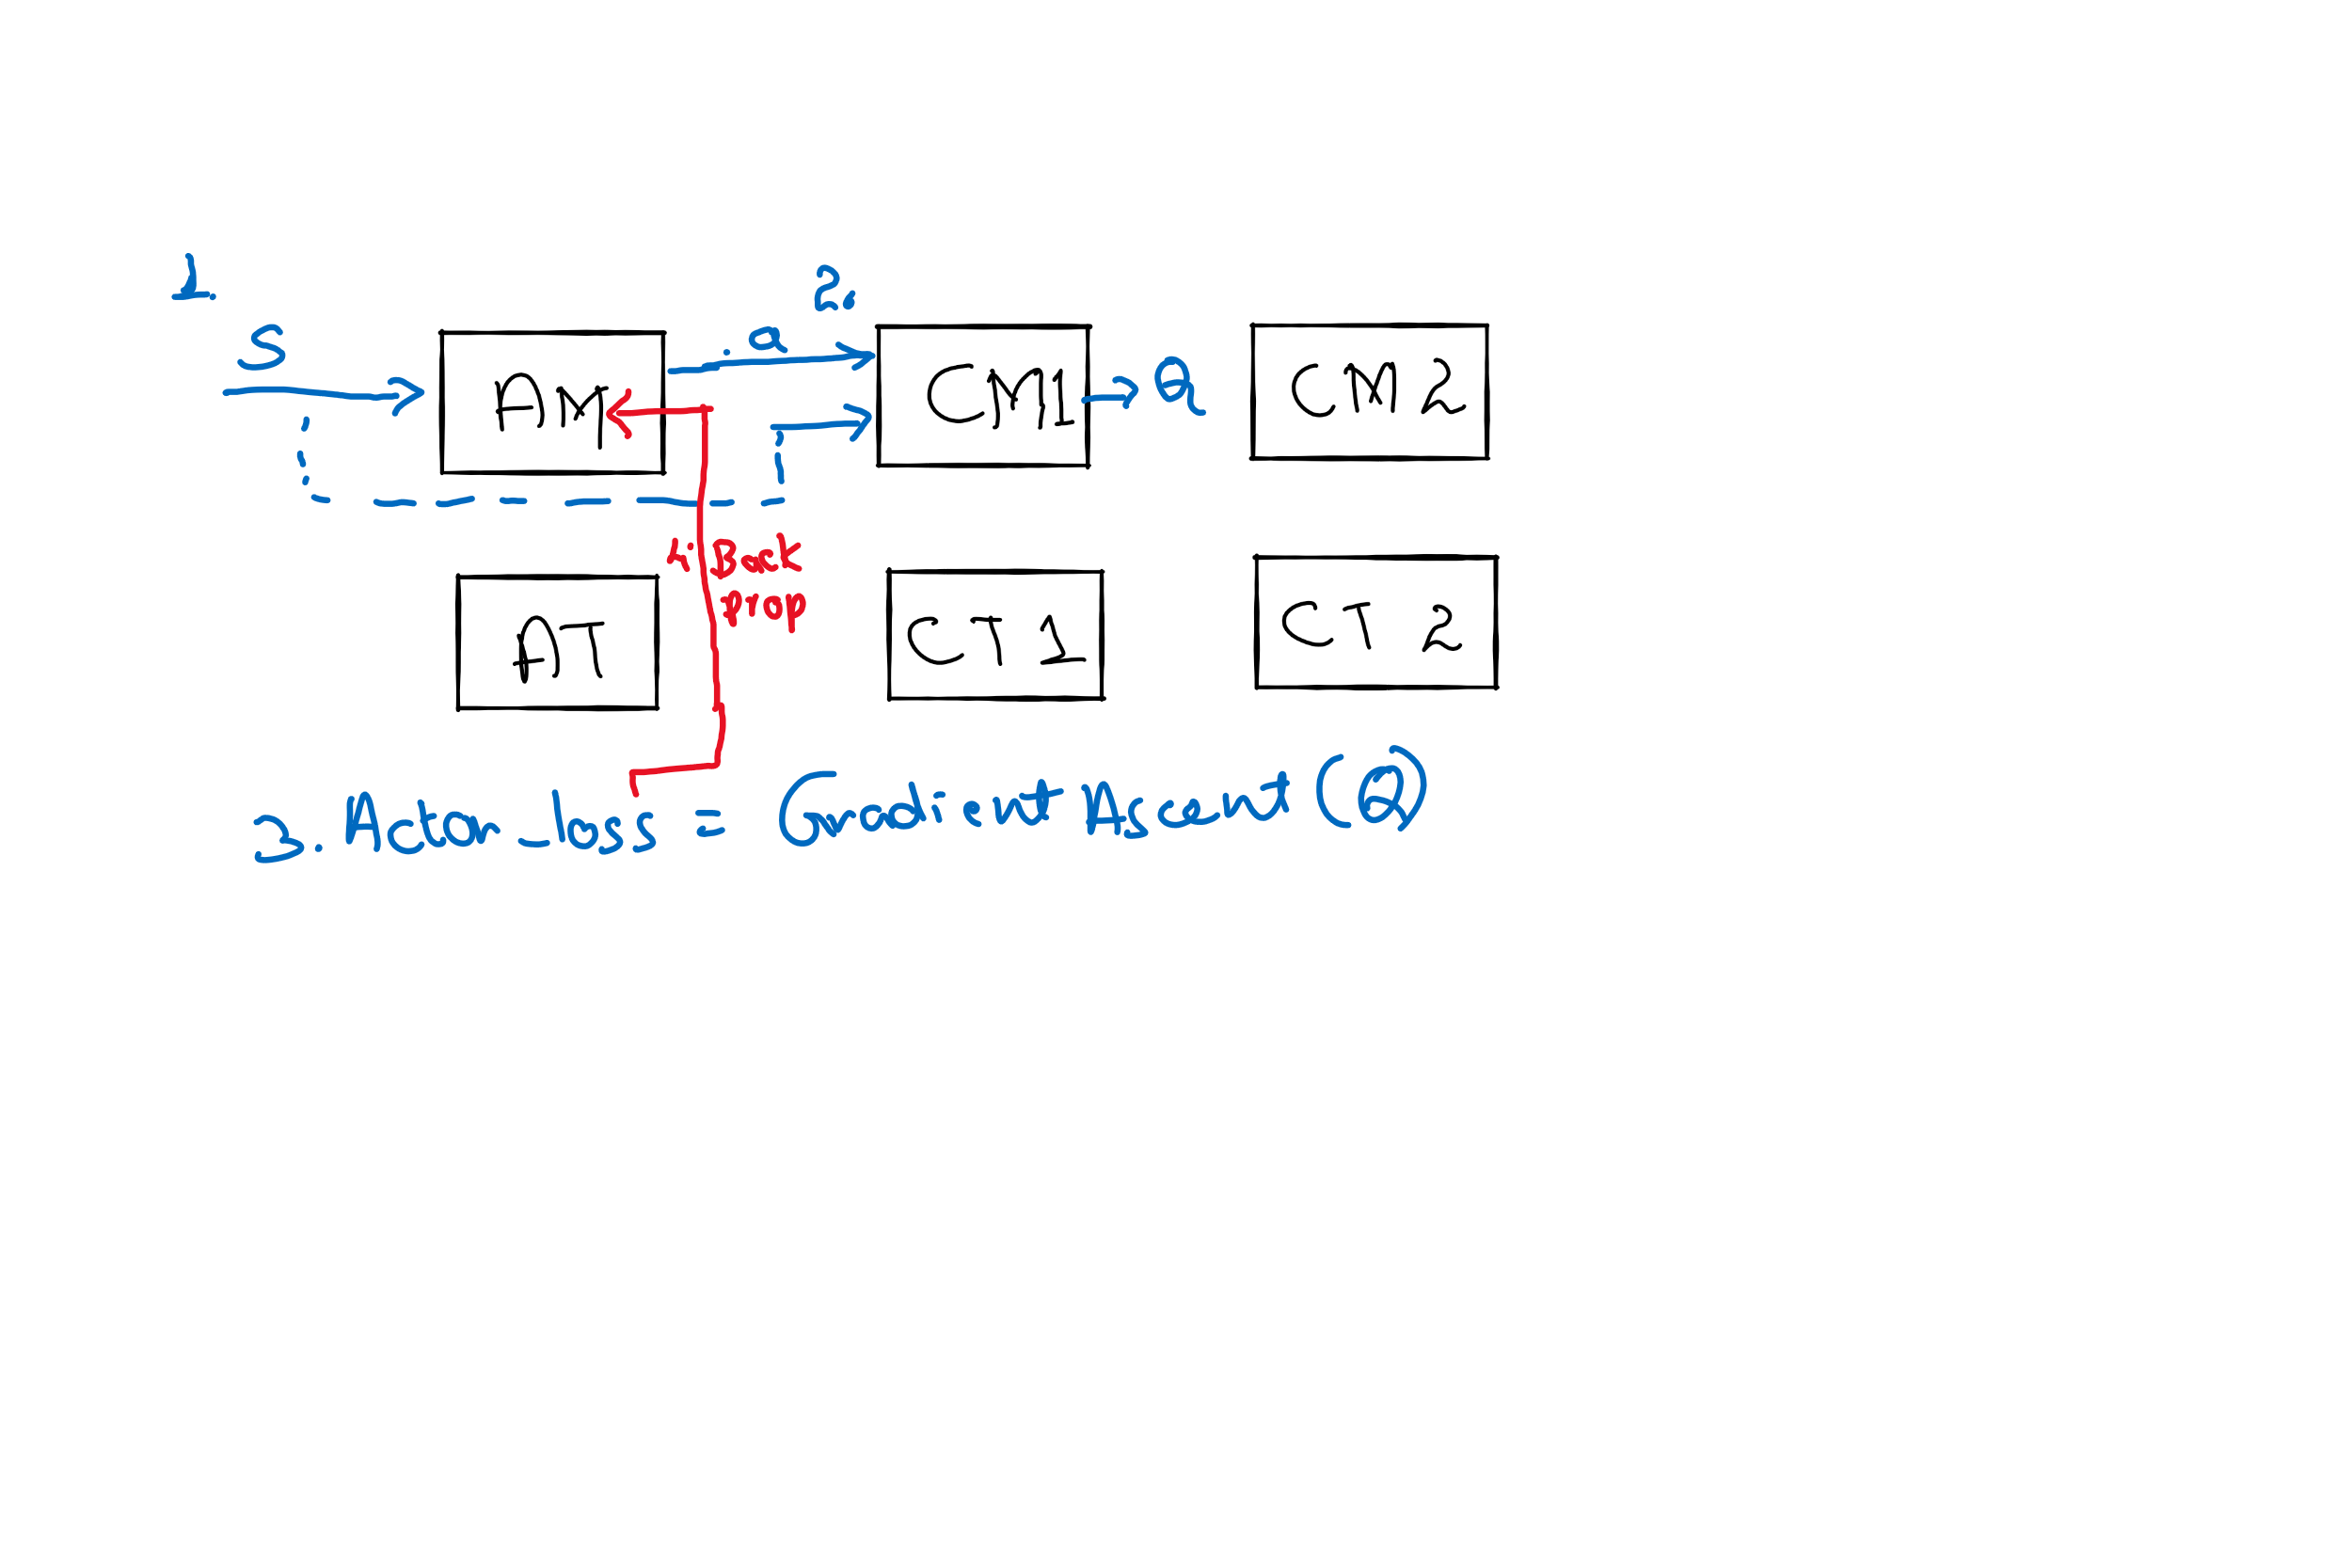 1.
S
2.
a
AM
CM1
Q
CM2
4. Back
prop
AT
CT 1
CT 2
3. Actor_loss = Gradient Ascent (Q)